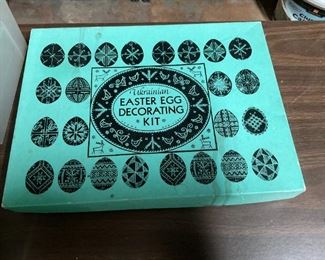 Ukrainian
EASTER EGG
DECORATING
KIT